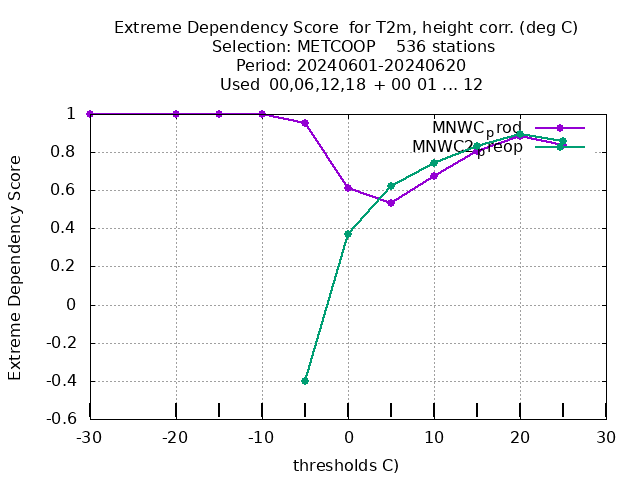 Extreme Dependency Score  for T2m, height corr. (deg C)
Selection: METCOOP    536 stations
Period: 20240601-20240620
Used  00,06,12,18 + 00 01 ... 12
MNWC_prod
MNWC2_preop
Extreme Dependency Score
1
0.8
0.6
0.4
0.2
0
-0.2
-0.4
-0.6
-30 -20 -10 0 10 20 30
thresholds C)